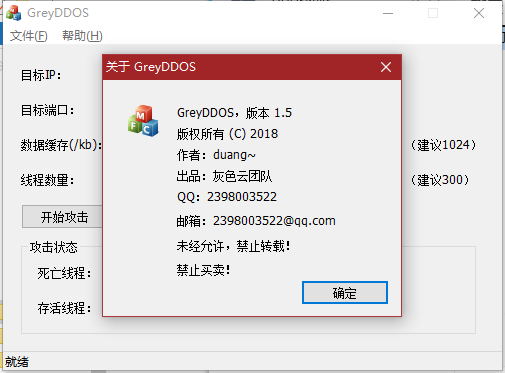 GreyDDOS
文件(F) 帮助(H)
关于 GreyDDOS
目标IP:
目标端口:
数据缓存(/kb): （建议1024）
线程数量: （建议300）
开始攻击
攻击状态
死亡线程:
存活线程:
就绪
GreyDDOS，版本 1.5
版权所有 (C) 2018
作者：duang~
出品：灰色云团队
QQ：2398003522
邮箱：2398003522@qq.com
未经允许，禁止转载！
禁止买卖！
确定